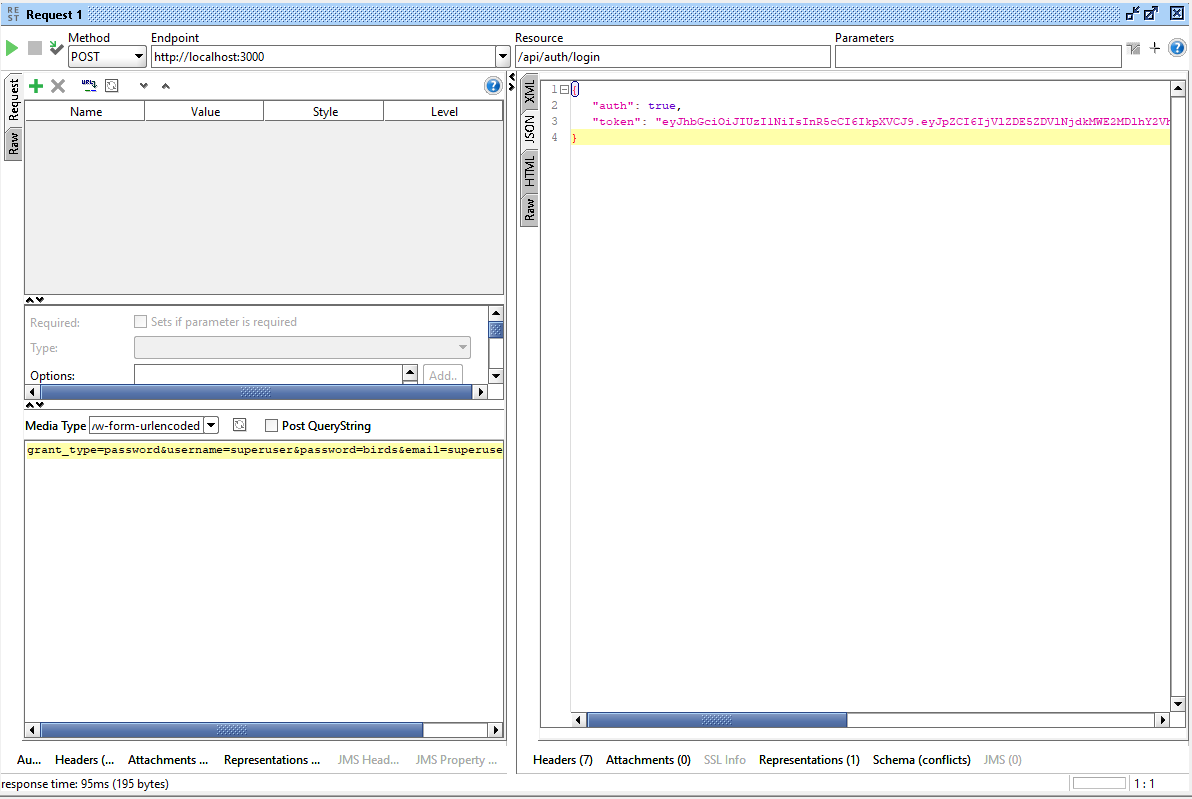 REST Request 1
Method Endpoint Resource Parameters
POST http://localhost:3000 /api/auth/login
Request
Raw
Name Value Style Level
Required: Sets if parameter is required
Type:
Options: Add..
Media Type /w-form-urlencoded Post QueryString
grant_type=password&username=superuser&password=birds&email=superuse
Au... Headers (... Attachments ... Representations ... JMS Head... JMS Property ...
XML
JSON
HTML
Raw
1 {
2 "auth": true,
3 "token": "eyJhbGciOiJIUzI1NiIsInR5cCI6IkpXVCJ9.eyJpZCI6IjVlZDE5ZDVlNjdkMWE2MDlhY2Vh
4 }
Headers (7) Attachments (0) SSL Info Representations (1) Schema (conflicts) JMS (0)
response time: 95ms (195 bytes) 1 : 1